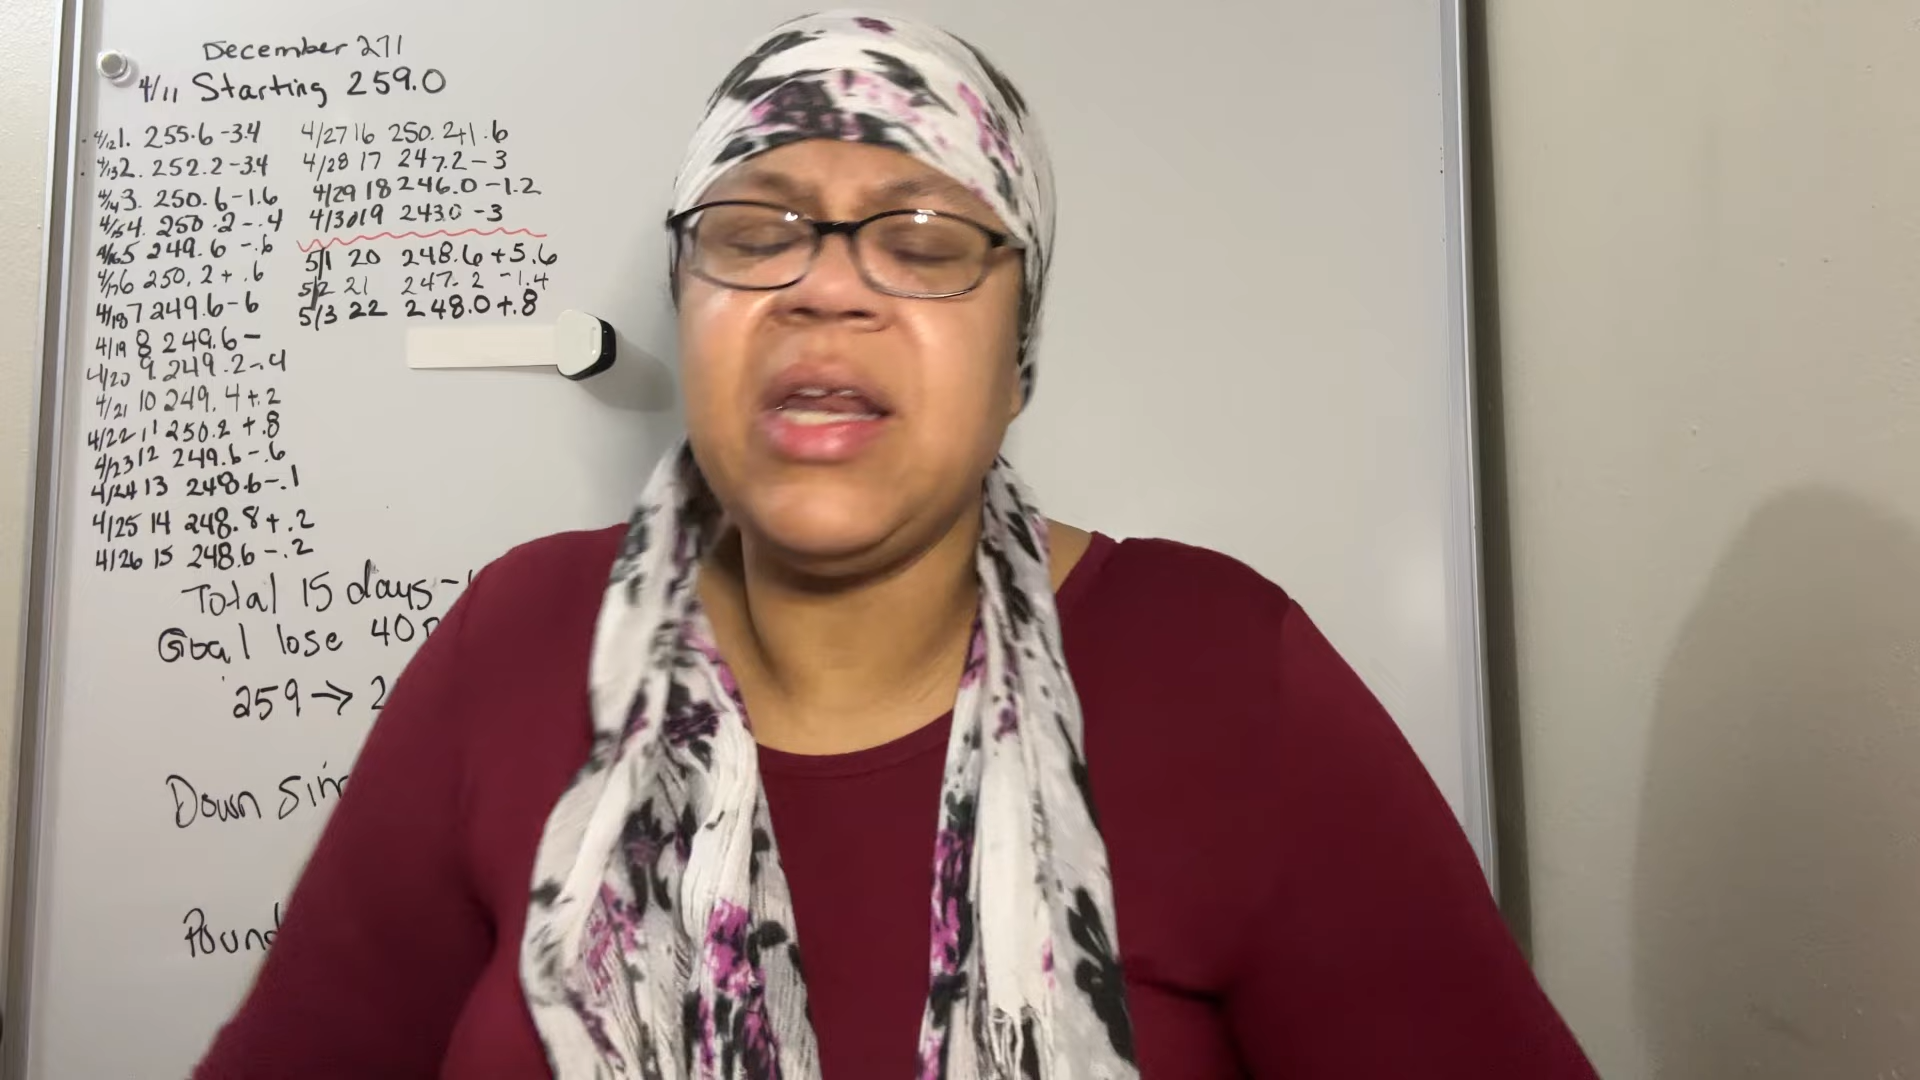 December 271
4/11 Starting 259.0
4/12 1. 255.6 -3.4
4/13 2. 252.2 -3.4
4/14 3. 250.6 -1.6
4/15 4. 250.2 -.4
4/16 5 249.6 -.6
4/17 6 250.2 + .6
4/18 7 249.6 - 6
4/19 8 249.6 -
4/20 9. 249.2 -.4
4/21 10 249.4 +.2
4/22 11 250.2 +.8
4/23 12 249.6 -.6
4/24 13 248.6 -.1
4/25 14 248.8 +.2
4/26 15 248.6 -.2
4/27 16 250.2 +1.6
4/28 17 247.2 - 3
4/29 18 246.0 -1.2
4/30 19 243.0 -3
5/1 20 248.6 +5.6
5/2 21 247.2 -1.4
5/3 22 248.0 +.8
Total 15 days -
Goal lose 40
259 → 2
Down